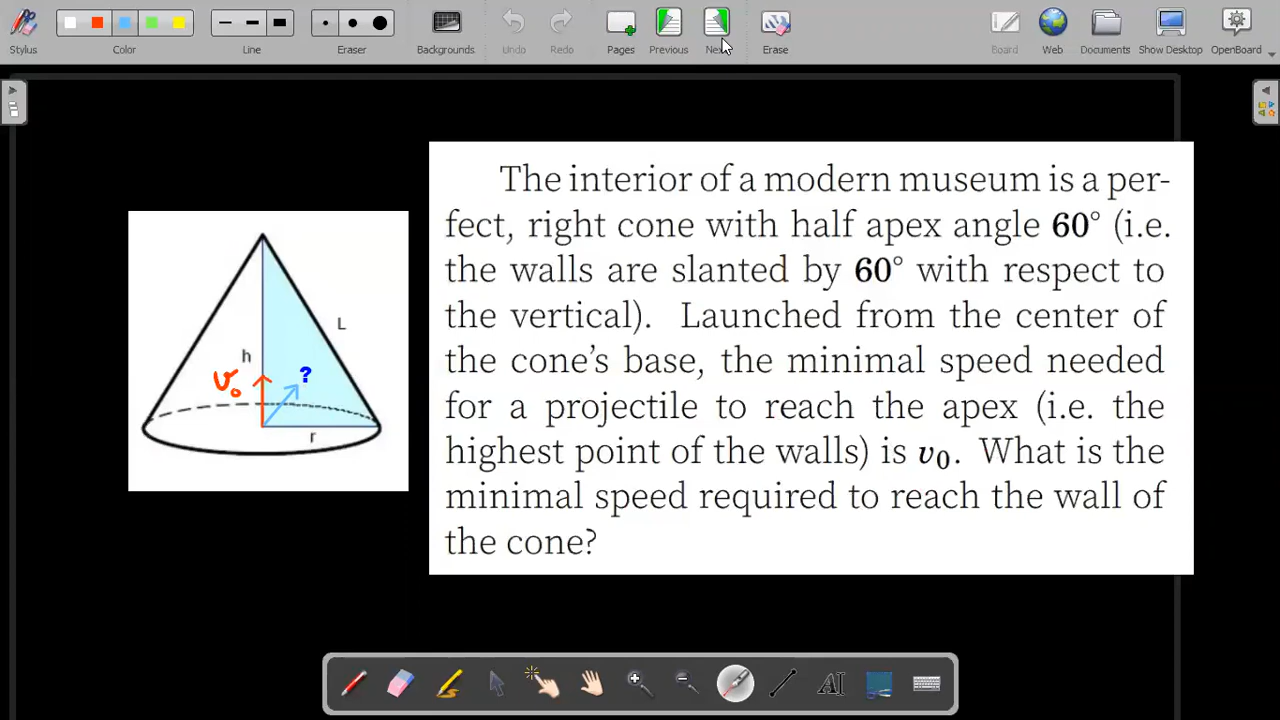 Stylus
Color
Line
Eraser
Backgrounds
Undo
Redo
Pages
Previous
Next
Erase
Board
Web
Documents
Show Desktop
OpenBoard
The interior of a modern museum is a per-
fect, right cone with half apex angle 60° (i.e.
the walls are slanted by 60° with respect to
the vertical). Launched from the center of
the cone's base, the minimal speed needed
for a projectile to reach the apex (i.e. the
highest point of the walls) is v₀. What is the
minimal speed required to reach the wall of
the cone?
L
h
v₀
?
r
AI